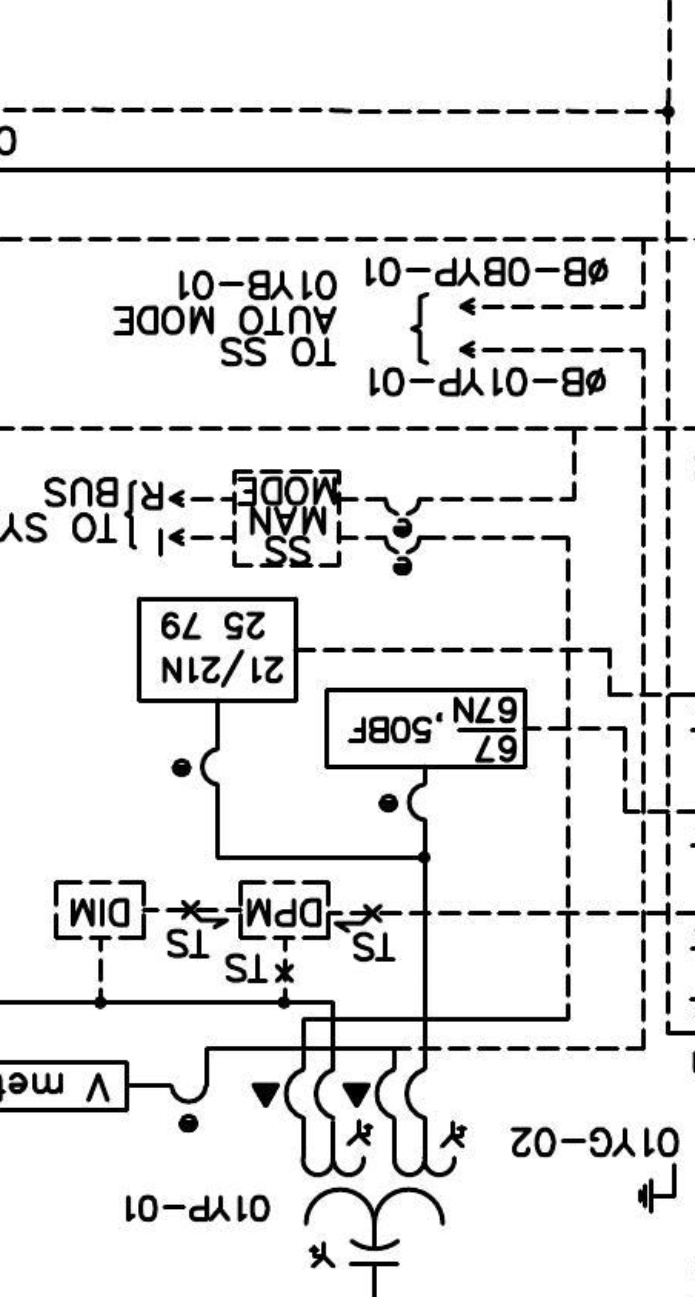 01YP-01
01YG-02
V met
TS
TS
TS
DPM
DIM
67
67N
,50BF
21/21N
25 79
SS
MAN
MODE
I
R
TO SY
BUS
ØB-01YP-01
ØB-0BYP-01
TO SS
AUTO MODE
01YB-01